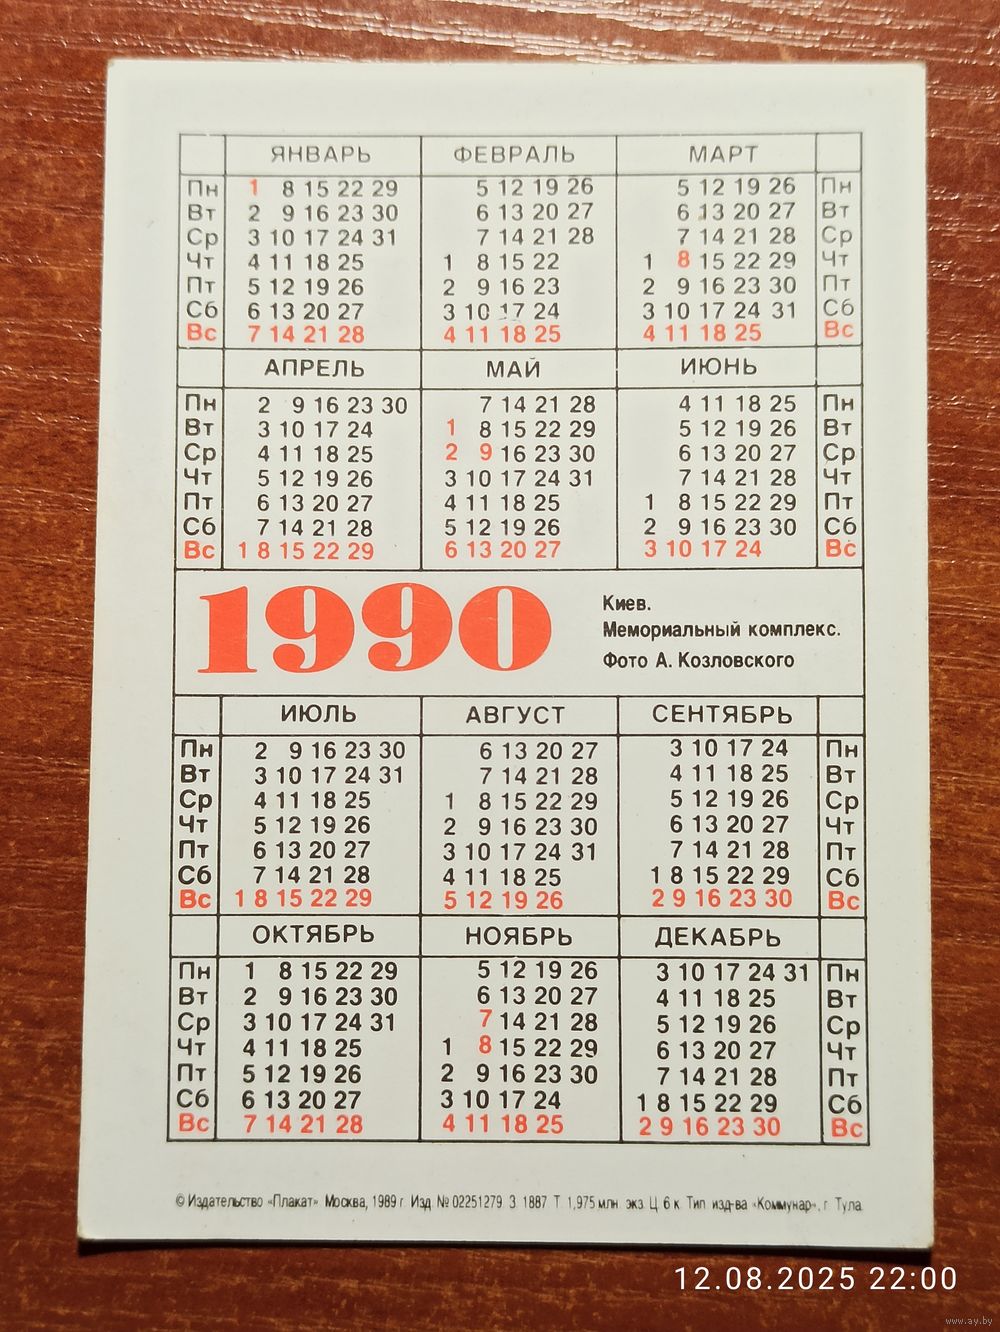 ЯНВАРЬ ФЕВРАЛЬ МАРТ
Пн 1 8 15 22 29 5 12 19 26 5 12 19 26 Пн
Вт 2 9 16 23 30 6 13 20 27 6 13 20 27 Вт
Ср 3 10 17 24 31 7 14 21 28 7 14 21 28 Ср
Чт 4 11 18 25 1 8 15 22 1 8 15 22 29 Чт
Пт 5 12 19 26 2 9 16 23 2 9 16 23 30 Пт
Сб 6 13 20 27 3 10 17 24 3 10 17 24 31 Сб
Вс 7 14 21 28 4 11 18 25 4 11 18 25 Вс
АПРЕЛЬ МАЙ ИЮНЬ
Пн 2 9 16 23 30 7 14 21 28 4 11 18 25 Пн
Вт 3 10 17 24 1 8 15 22 29 5 12 19 26 Вт
Ср 4 11 18 25 2 9 16 23 30 6 13 20 27 Ср
Чт 5 12 19 26 3 10 17 24 31 7 14 21 28 Чт
Пт 6 13 20 27 4 11 18 25 1 8 15 22 29 Пт
Сб 7 14 21 28 5 12 19 26 2 9 16 23 30 Сб
Вс 1 8 15 22 29 6 13 20 27 3 10 17 24 Вс
1990
Киев.
Мемориальный комплекс.
Фото А. Козловского
ИЮЛЬ АВГУСТ СЕНТЯБРЬ
Пн 2 9 16 23 30 6 13 20 27 3 10 17 24 Пн
Вт 3 10 17 24 31 7 14 21 28 4 11 18 25 Вт
Ср 4 11 18 25 1 8 15 22 29 5 12 19 26 Ср
Чт 5 12 19 26 2 9 16 23 30 6 13 20 27 Чт
Пт 6 13 20 27 3 10 17 24 31 7 14 21 28 Пт
Сб 7 14 21 28 4 11 18 25 1 8 15 22 29 Сб
Вс 1 8 15 22 29 5 12 19 26 2 9 16 23 30 Вс
ОКТЯБРЬ НОЯБРЬ ДЕКАБРЬ
Пн 1 8 15 22 29 5 12 19 26 3 10 17 24 31 Пн
Вт 2 9 16 23 30 6 13 20 27 4 11 18 25 Вт
Ср 3 10 17 24 31 7 14 21 28 5 12 19 26 Ср
Чт 4 11 18 25 1 8 15 22 29 6 13 20 27 Чт
Пт 5 12 19 26 2 9 16 23 30 7 14 21 28 Пт
Сб 6 13 20 27 3 10 17 24 1 8 15 22 29 Сб
Вс 7 14 21 28 4 11 18 25 2 9 16 23 30 Вс
© Издательство «Плакат» Москва, 1989 г. Изд. № 02251279 З. 1887 Т. 1,975 млн. экз. Ц. 6 к. Тип. изд-ва «Коммунар», г. Тула
12.08.2025 22:00
www.ay.by